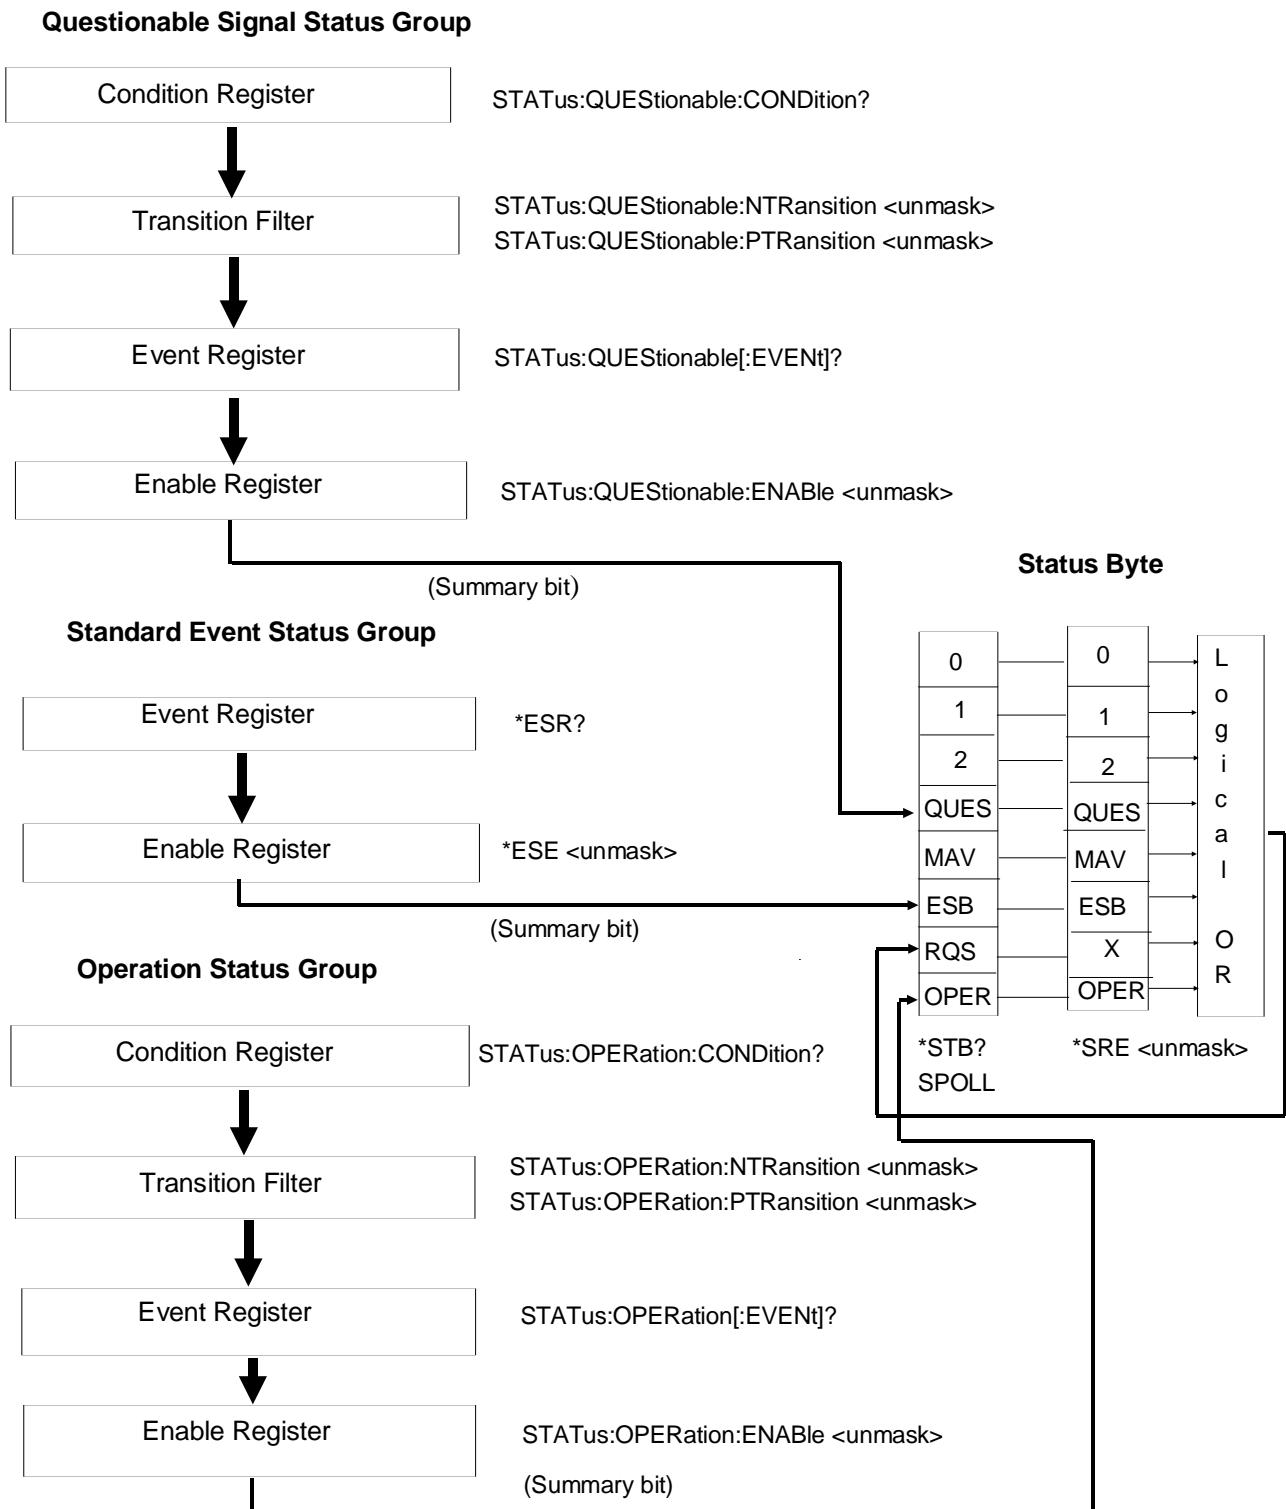 Questionable Signal Status Group
Condition Register
STATus:QUEStionable:CONDition?
Transition Filter
STATus:QUEStionable:NTRansition <unmask>
STATus:QUEStionable:PTRansition <unmask>
Event Register
STATus:QUEStionable[:EVENt]?
Enable Register
STATus:QUEStionable:ENABle <unmask>
(Summary bit)
Standard Event Status Group
Event Register
*ESR?
Enable Register
*ESE <unmask>
(Summary bit)
Status Byte
0
1
2
QUES
MAV
ESB
RQS
OPER
0
1
2
QUES
MAV
ESB
X
OPER
Logical OR
*STB?
SPOLL
*SRE <unmask>
Operation Status Group
Condition Register
STATus:OPERation:CONDition?
Transition Filter
STATus:OPERation:NTRansition <unmask>
STATus:OPERation:PTRansition <unmask>
Event Register
STATus:OPERation[:EVENt]?
Enable Register
STATus:OPERation:ENABle <unmask>
(Summary bit)